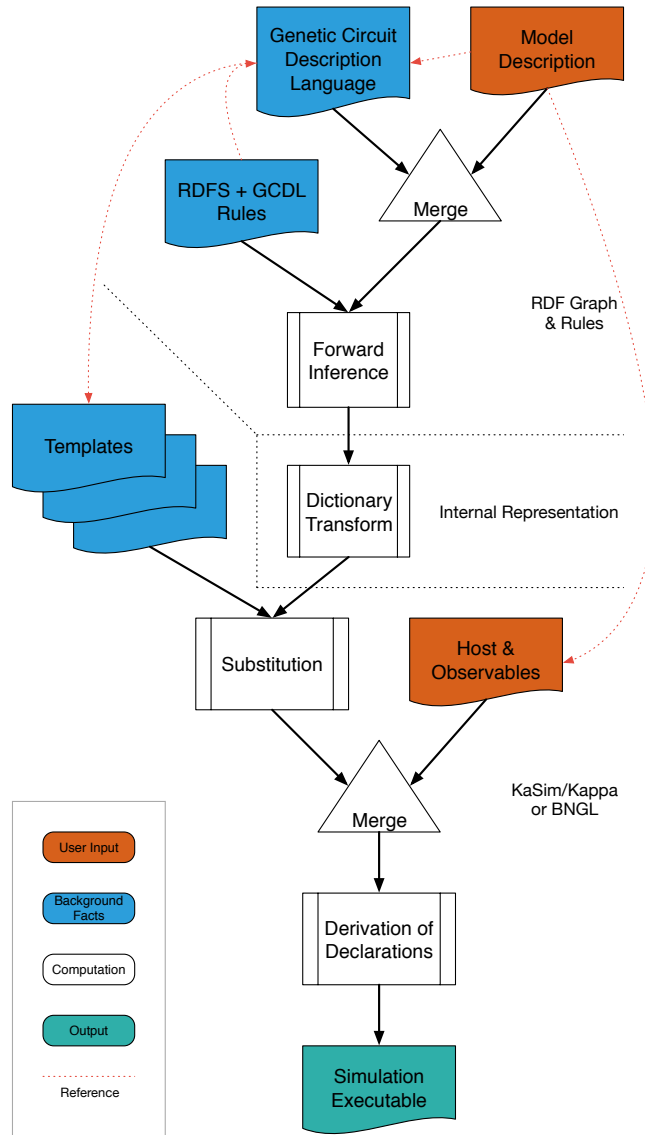 Genetic Circuit
Description
Language
Model
Description
RDFS + GCDL
Rules
Merge
RDF Graph
& Rules
Forward
Inference
Templates
Dictionary
Transform
Internal Representation
Substitution
Host &
Observables
Merge
KaSim/Kappa
or BNGL
User Input
Background
Facts
Computation
Output
Reference
Derivation of
Declarations
Simulation
Executable